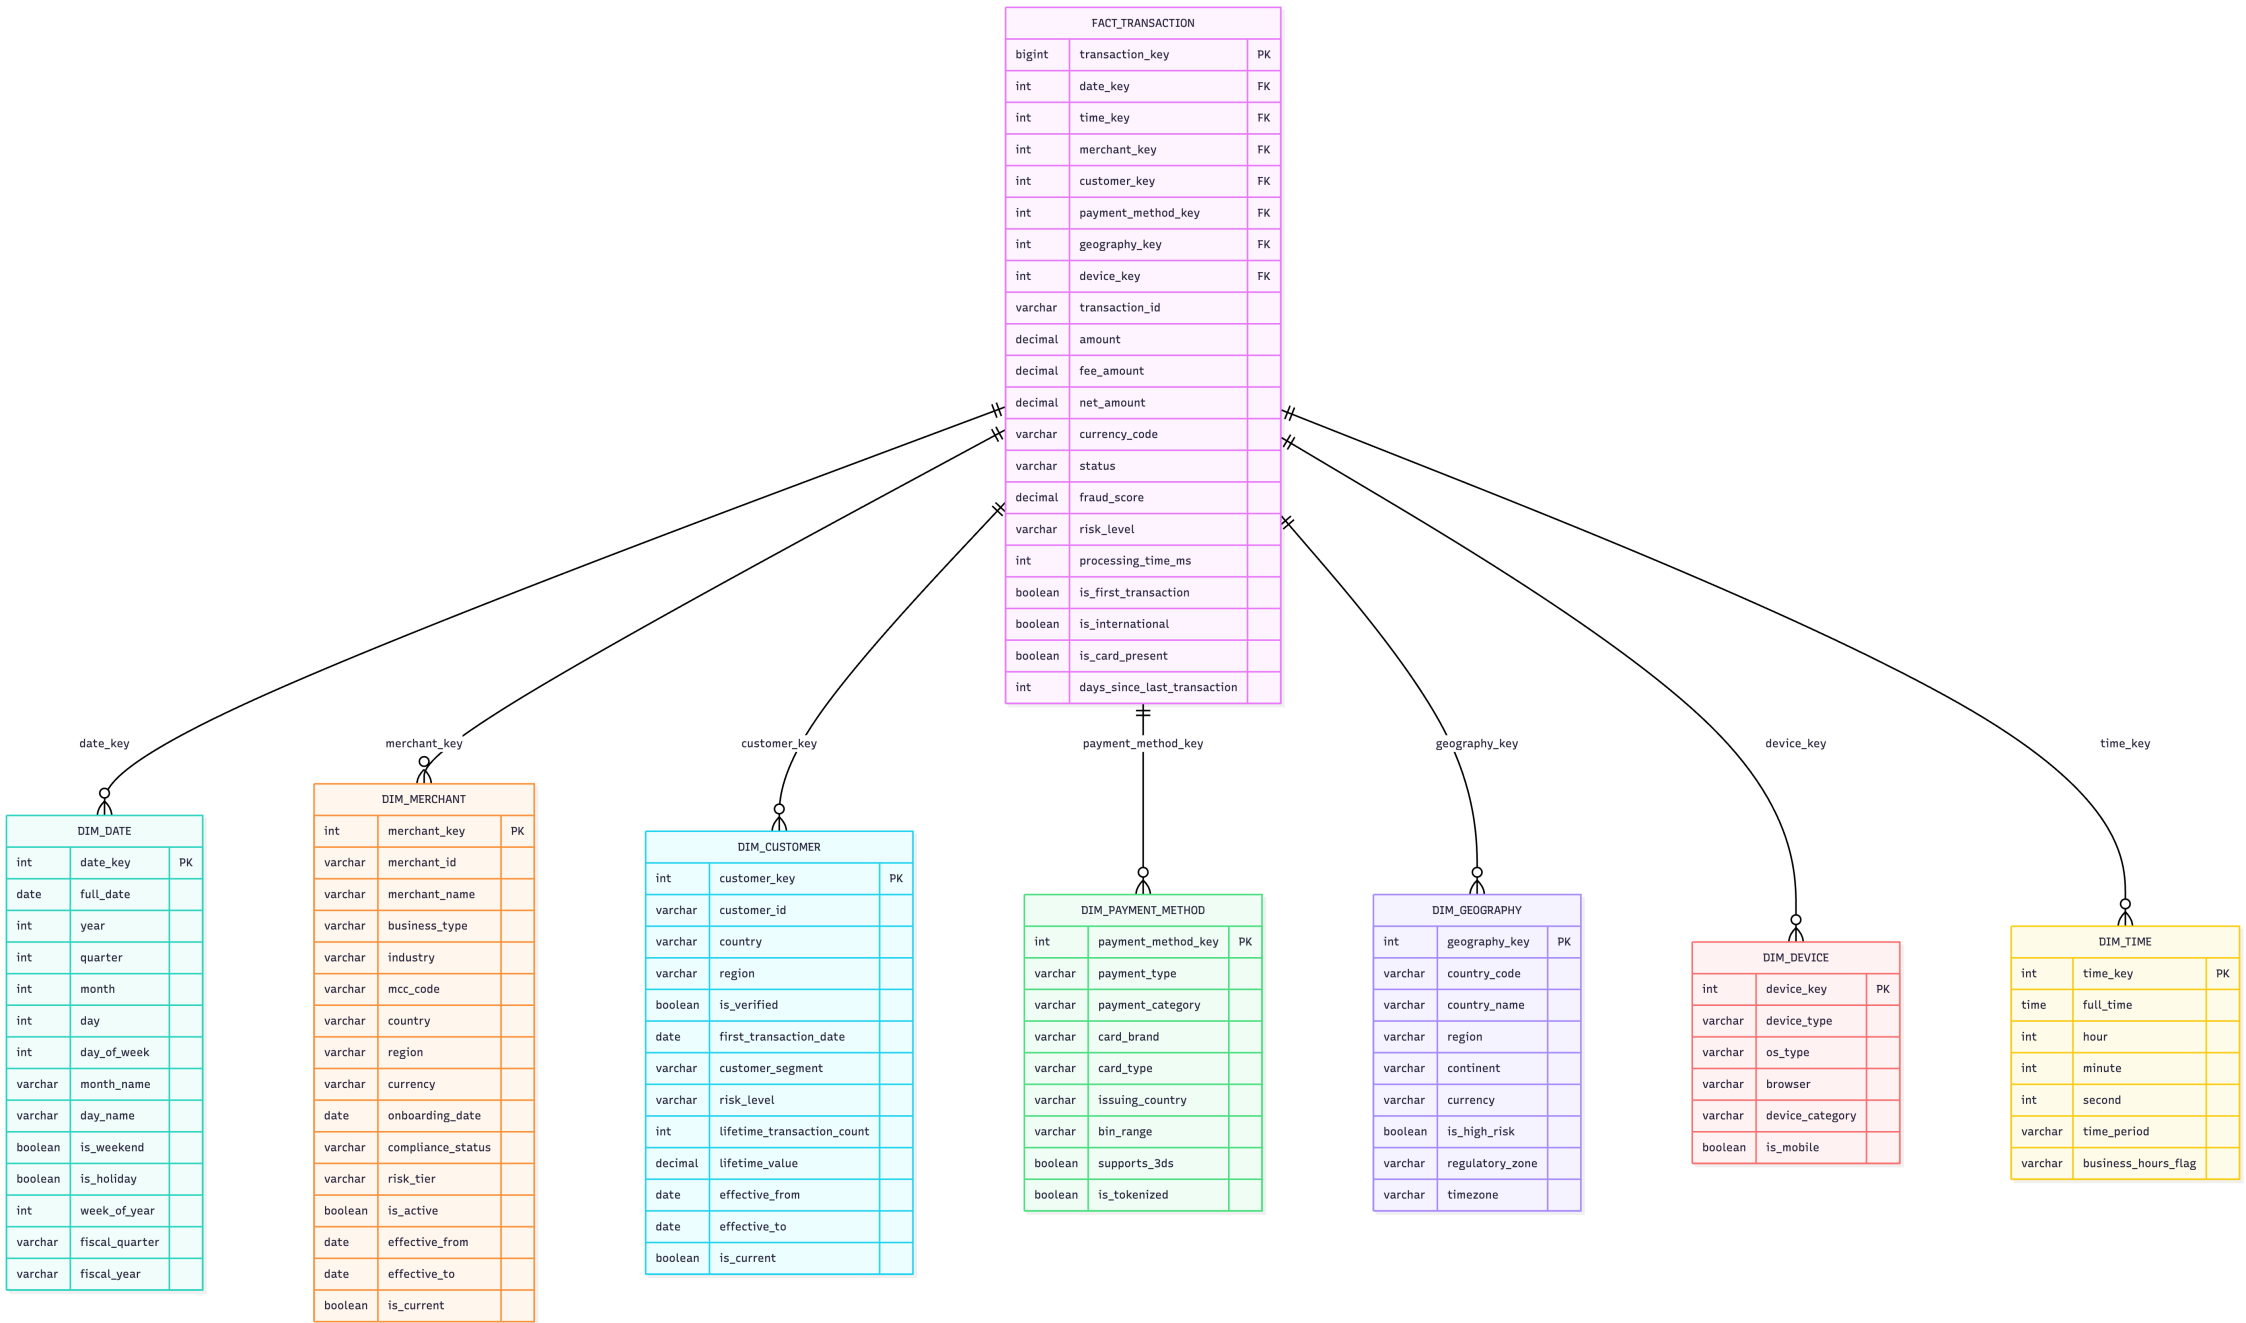 FACT_TRANSACTION
bigint transaction_key PK
int date_key FK
int time_key FK
int merchant_key FK
int customer_key FK
int payment_method_key FK
int geography_key FK
int device_key FK
varchar transaction_id
decimal amount
decimal fee_amount
decimal net_amount
varchar currency_code
varchar status
decimal fraud_score
varchar risk_level
int processing_time_ms
boolean is_first_transaction
boolean is_international
boolean is_card_present
int days_since_last_transaction
date_key
merchant_key
customer_key
payment_method_key
geography_key
device_key
time_key
DIM_DATE
int date_key PK
date full_date
int year
int quarter
int month
int day
int day_of_week
varchar month_name
varchar day_name
boolean is_weekend
boolean is_holiday
int week_of_year
varchar fiscal_quarter
varchar fiscal_year
DIM_MERCHANT
int merchant_key PK
varchar merchant_id
varchar merchant_name
varchar business_type
varchar industry
varchar mcc_code
varchar country
varchar region
varchar currency
date onboarding_date
varchar compliance_status
varchar risk_tier
boolean is_active
date effective_from
date effective_to
boolean is_current
DIM_CUSTOMER
int customer_key PK
varchar customer_id
varchar country
varchar region
boolean is_verified
date first_transaction_date
varchar customer_segment
varchar risk_level
int lifetime_transaction_count
decimal lifetime_value
date effective_from
date effective_to
boolean is_current
DIM_PAYMENT_METHOD
int payment_method_key PK
varchar payment_type
varchar payment_category
varchar card_brand
varchar card_type
varchar issuing_country
varchar bin_range
boolean supports_3ds
boolean is_tokenized
DIM_GEOGRAPHY
int geography_key PK
varchar country_code
varchar country_name
varchar region
varchar continent
varchar currency
boolean is_high_risk
varchar regulatory_zone
varchar timezone
DIM_DEVICE
int device_key PK
varchar device_type
varchar os_type
varchar browser
varchar device_category
boolean is_mobile
DIM_TIME
int time_key PK
time full_time
int hour
int minute
int second
varchar time_period
varchar business_hours_flag